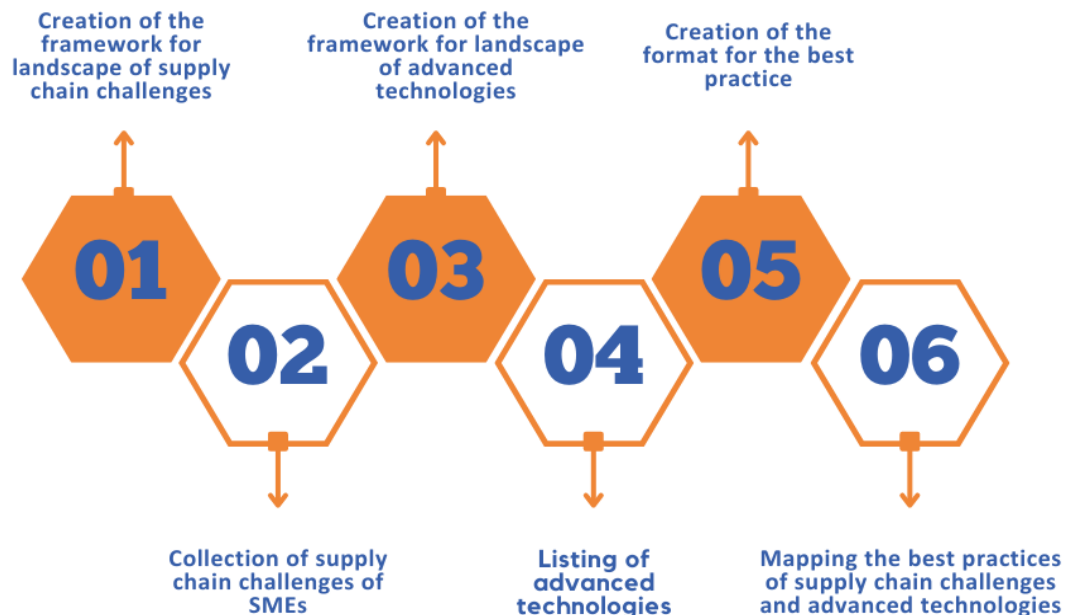 Creation of the
framework for
landscape of supply
chain challenges
01
Collection of supply
chain challenges of
SMEs
02
Creation of the
framework for landscape
of advanced
technologies
03
Listing of
advanced
technologies
04
Creation of the
format for the best
practice
05
Mapping the best practices
of supply chain challenges
and advanced technologies
06